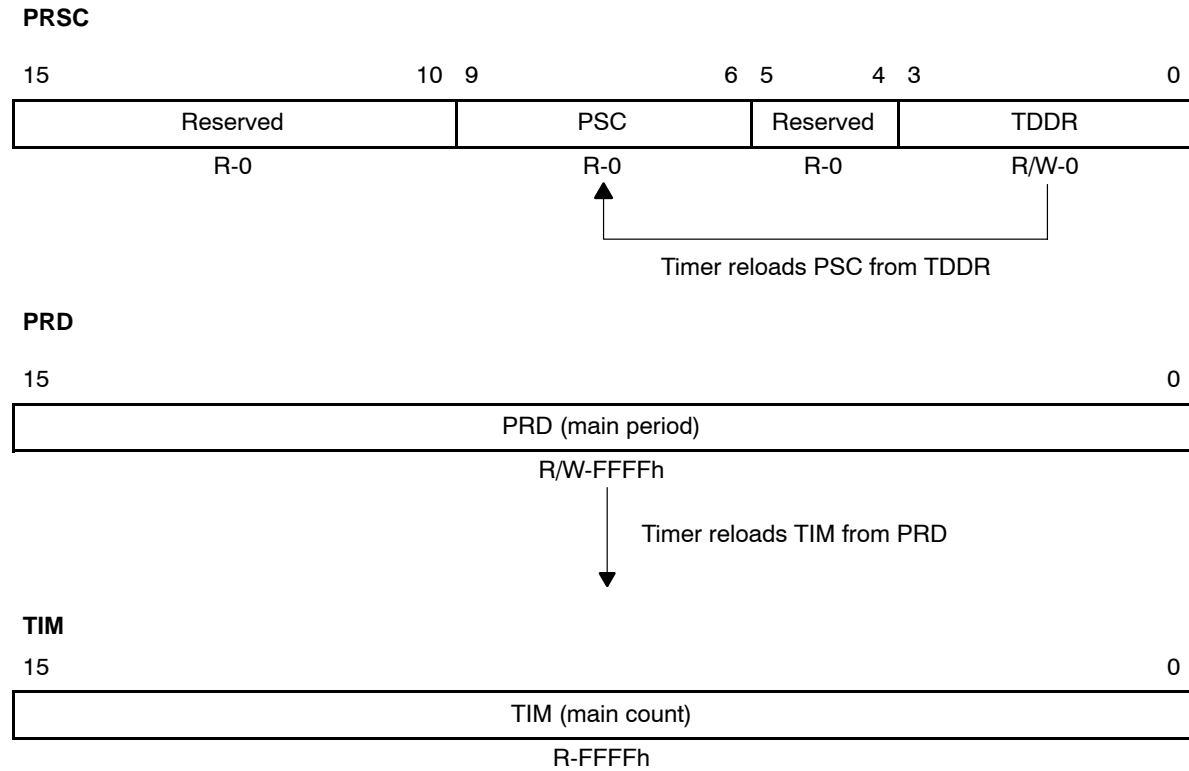 PRSC
15 10 9 6 5 4 3 0
Reserved PSC Reserved TDDR
R-0 R-0 R-0 R/W-0
Timer reloads PSC from TDDR
PRD
15 0
PRD (main period)
R/W-FFFFh
Timer reloads TIM from PRD
TIM
15 0
TIM (main count)
R-FFFFh